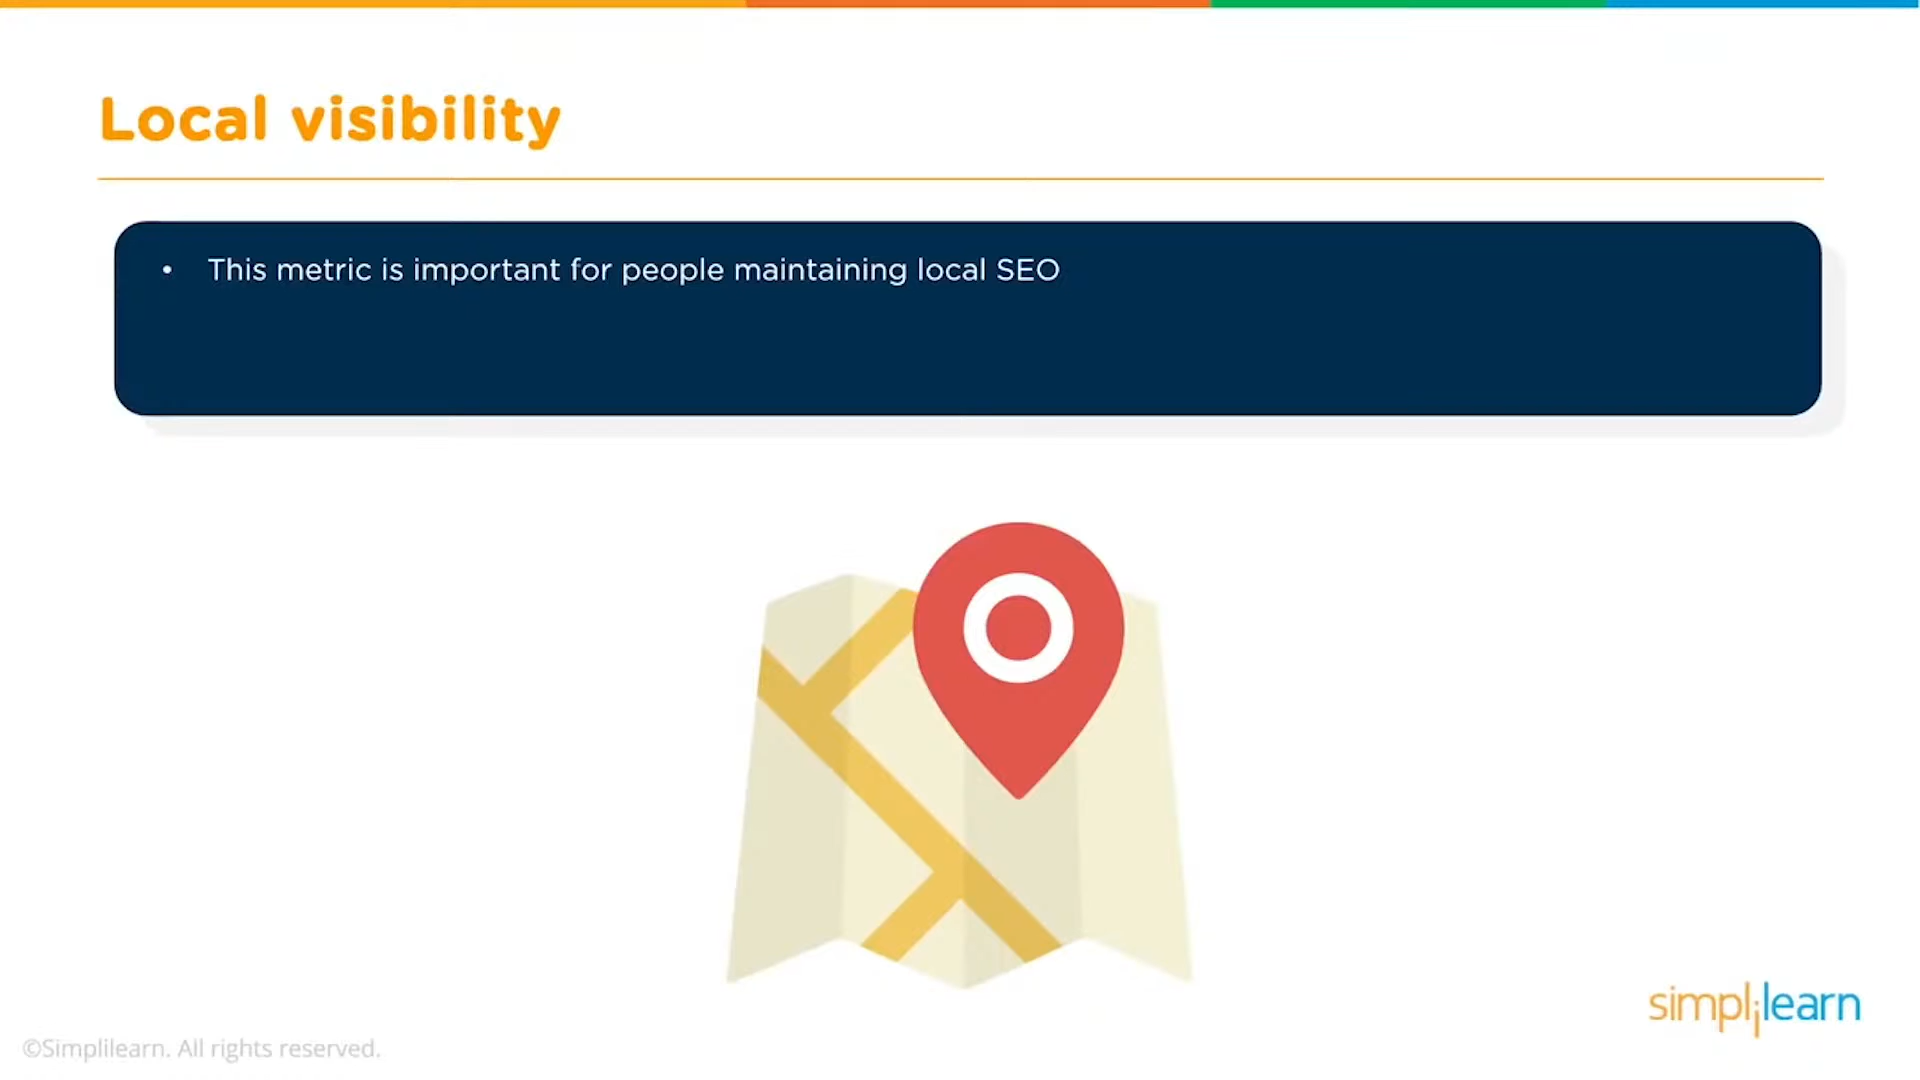 Local visibility
• This metric is important for people maintaining local SEO
simplilearn
©Simplilearn. All rights reserved.